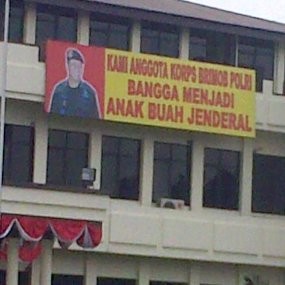 KAMI ANGGOTA KORPS BRIMOB POLRI
BANGGA MENJADI
ANAK BUAH JENDERAL